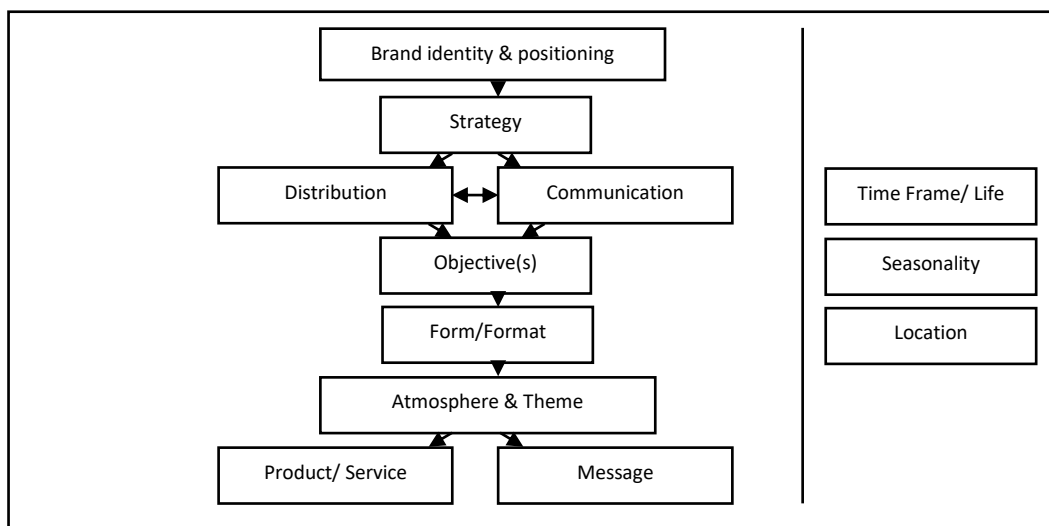 Brand identity & positioning
Strategy
Distribution
Communication
Objective(s)
Form/Format
Atmosphere & Theme
Product/ Service
Message
Time Frame/ Life
Seasonality
Location